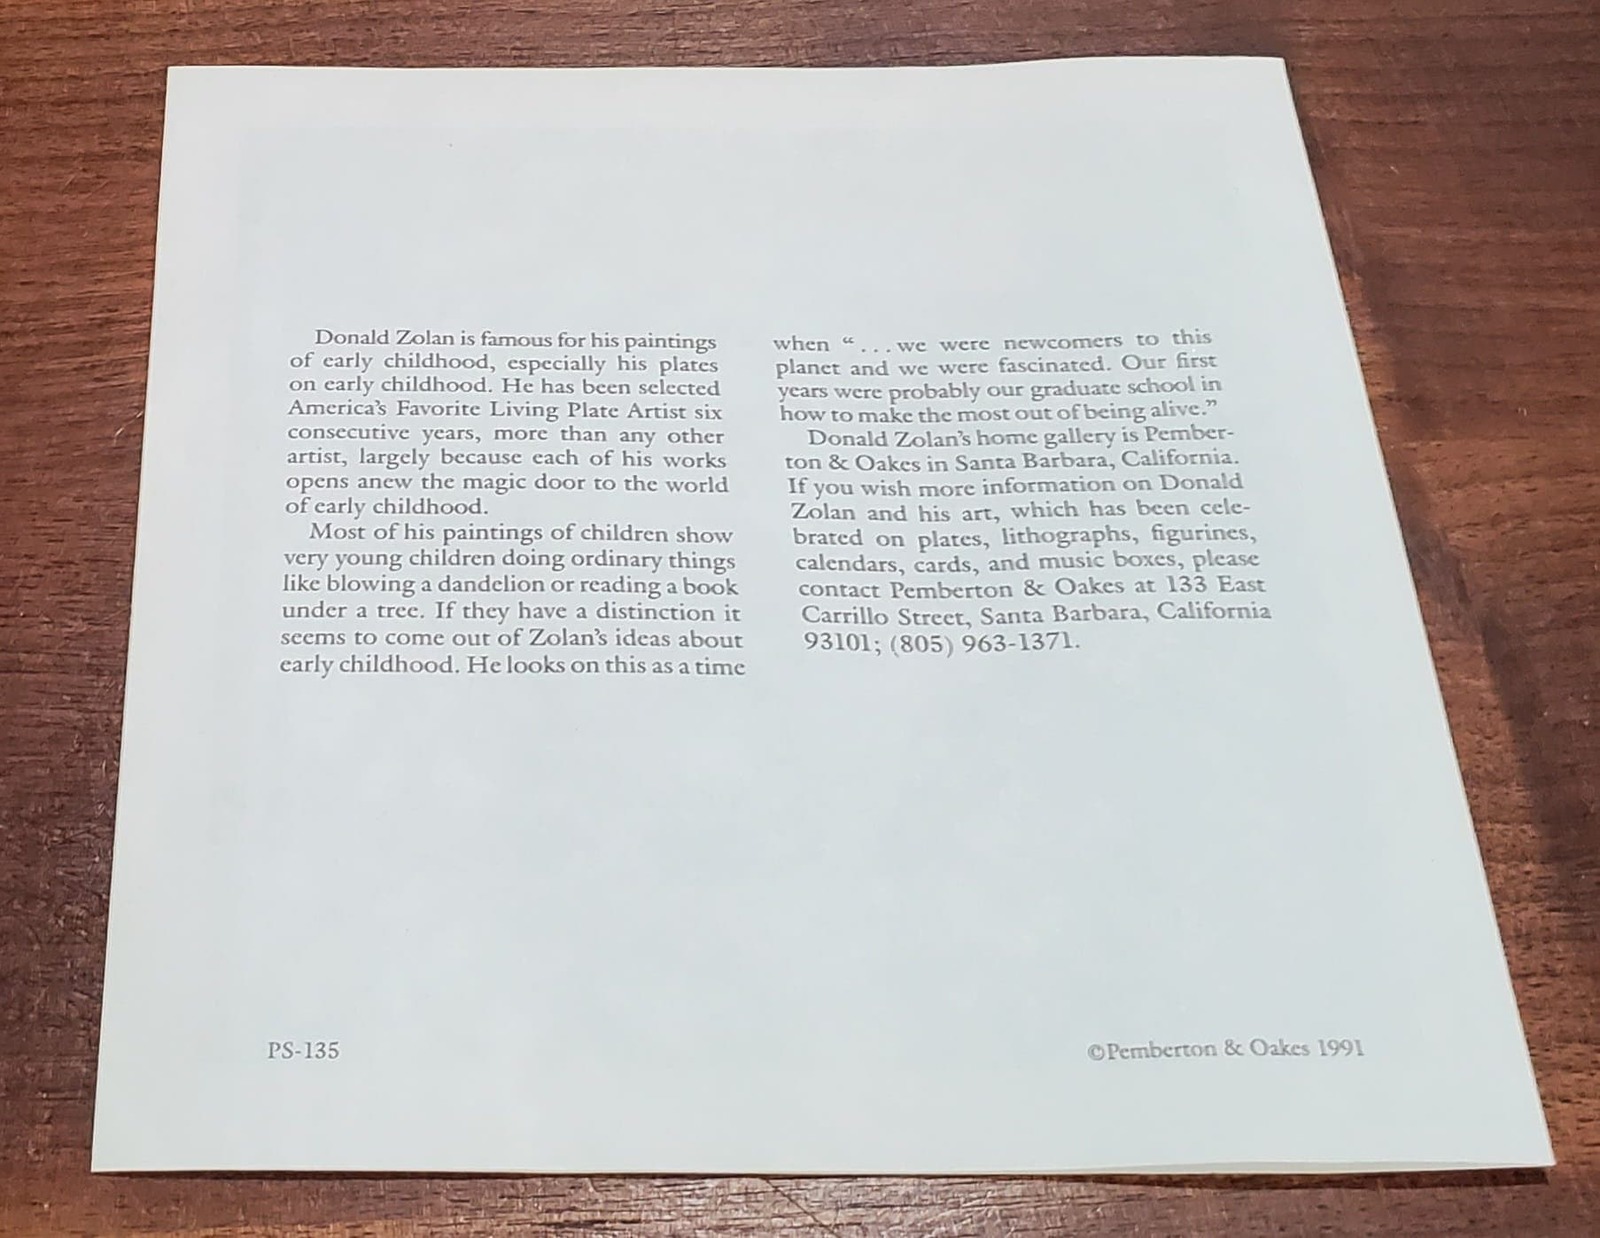 Donald Zolan is famous for his paintings
of early childhood, especially his plates
on early childhood. He has been selected
America's Favorite Living Plate Artist six
consecutive years, more than any other
artist, largely because each of his works
opens anew the magic door to the world
of early childhood.
Most of his paintings of children show
very young children doing ordinary things
like blowing a dandelion or reading a book
under a tree. If they have a distinction it
seems to come out of Zolan's ideas about
early childhood. He looks on this as a time
when “...we were newcomers to this
planet and we were fascinated. Our first
years were probably our graduate school in
how to make the most out of being alive.”
Donald Zolan's home gallery is Pember-
ton & Oakes in Santa Barbara, California.
If you wish more information on Donald
Zolan and his art, which has been cele-
brated on plates, lithographs, figurines,
calendars, cards, and music boxes, please
contact Pemberton & Oakes at 133 East
Carrillo Street, Santa Barbara, California
93101; (805) 963-1371.
PS-135
©Pemberton & Oakes 1991